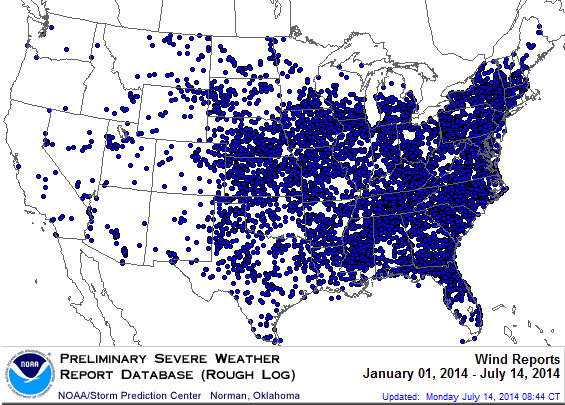 NOAA
PRELIMINARY SEVERE WEATHER
REPORT DATABASE (ROUGH LOG)
NOAA/Storm Prediction Center Norman, Oklahoma
Wind Reports
January 01, 2014 - July 14, 2014
Updated: Monday July 14, 2014 08:44 CT